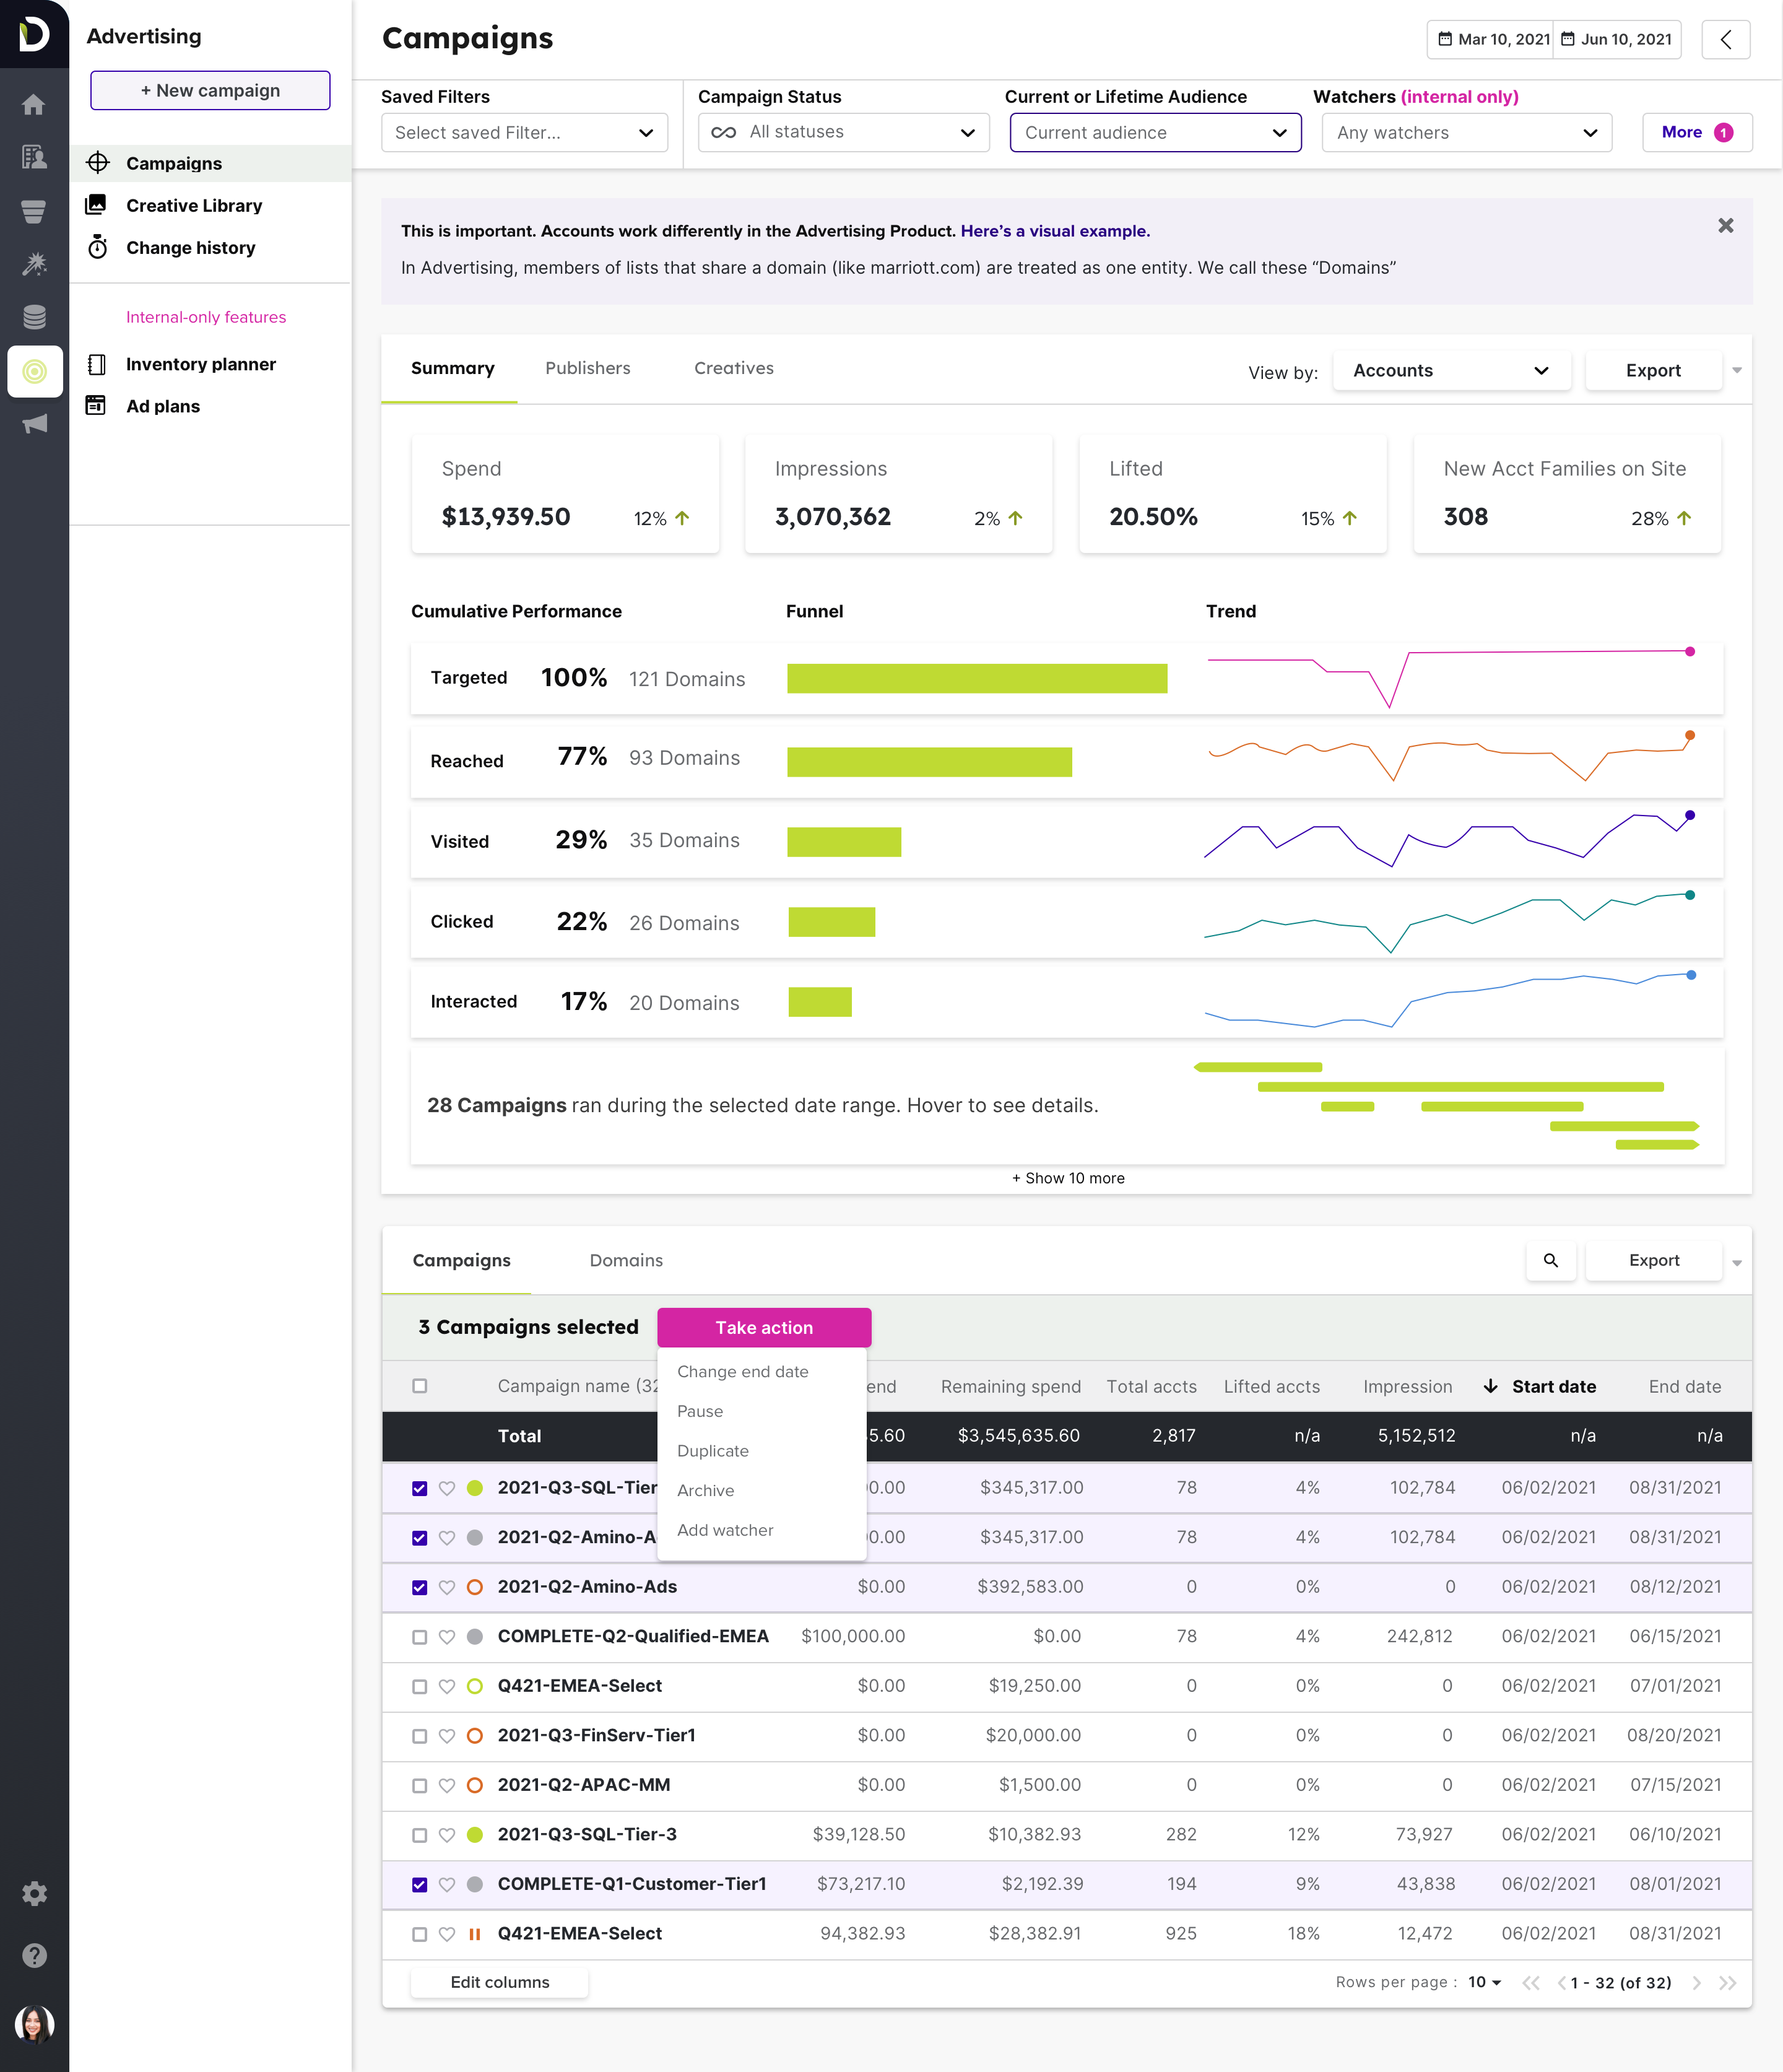 Advertising
+ New campaign
Campaigns
Creative Library
Change history
Internal-only features
Inventory planner
Ad plans
Campaigns
Mar 10, 2021
Jun 10, 2021
Saved Filters
Select saved Filter...
Campaign Status
All statuses
Current or Lifetime Audience
Current audience
Watchers (internal only)
Any watchers
More 1
This is important. Accounts work differently in the Advertising Product. Here's a visual example.
In Advertising, members of lists that share a domain (like marriott.com) are treated as one entity. We call these “Domains”
Summary
Publishers
Creatives
View by:
Accounts
Export
Spend
$13,939.50
12%
Impressions
3,070,362
2%
Lifted
20.50%
15%
New Acct Families on Site
308
28%
Cumulative Performance
Funnel
Trend
Targeted 100% 121 Domains
Reached 77% 93 Domains
Visited 29% 35 Domains
Clicked 22% 26 Domains
Interacted 17% 20 Domains
28 Campaigns ran during the selected date range. Hover to see details.
+ Show 10 more
Campaigns
Domains
Export
3 Campaigns selected
Take action
Change end date
Pause
Duplicate
Archive
Add watcher
Campaign name (32 end Remaining spend Total accts Lifted accts Impression Start date End date
Total 5.60 $3,545,635.60 2,817 n/a 5,152,512 n/a n/a
2021-Q3-SQL-Tier 0.00 $345,317.00 78 4% 102,784 06/02/2021 08/31/2021
2021-Q2-Amino-A 0.00 $345,317.00 78 4% 102,784 06/02/2021 08/31/2021
2021-Q2-Amino-Ads $0.00 $392,583.00 0 0% 0 06/02/2021 08/12/2021
COMPLETE-Q2-Qualified-EMEA $100,000.00 $0.00 78 4% 242,812 06/02/2021 06/15/2021
Q421-EMEA-Select $0.00 $19,250.00 0 0% 0 06/02/2021 07/01/2021
2021-Q3-FinServ-Tier1 $0.00 $20,000.00 0 0% 0 06/02/2021 08/20/2021
2021-Q2-APAC-MM $0.00 $1,500.00 0 0% 0 06/02/2021 07/15/2021
2021-Q3-SQL-Tier-3 $39,128.50 $10,382.93 282 12% 73,927 06/02/2021 06/10/2021
COMPLETE-Q1-Customer-Tier1 $73,217.10 $2,192.39 194 9% 43,838 06/02/2021 08/01/2021
Q421-EMEA-Select 94,382.93 $28,382.91 925 18% 12,472 06/02/2021 08/31/2021
Edit columns
Rows per page : 10
1 - 32 (of 32)